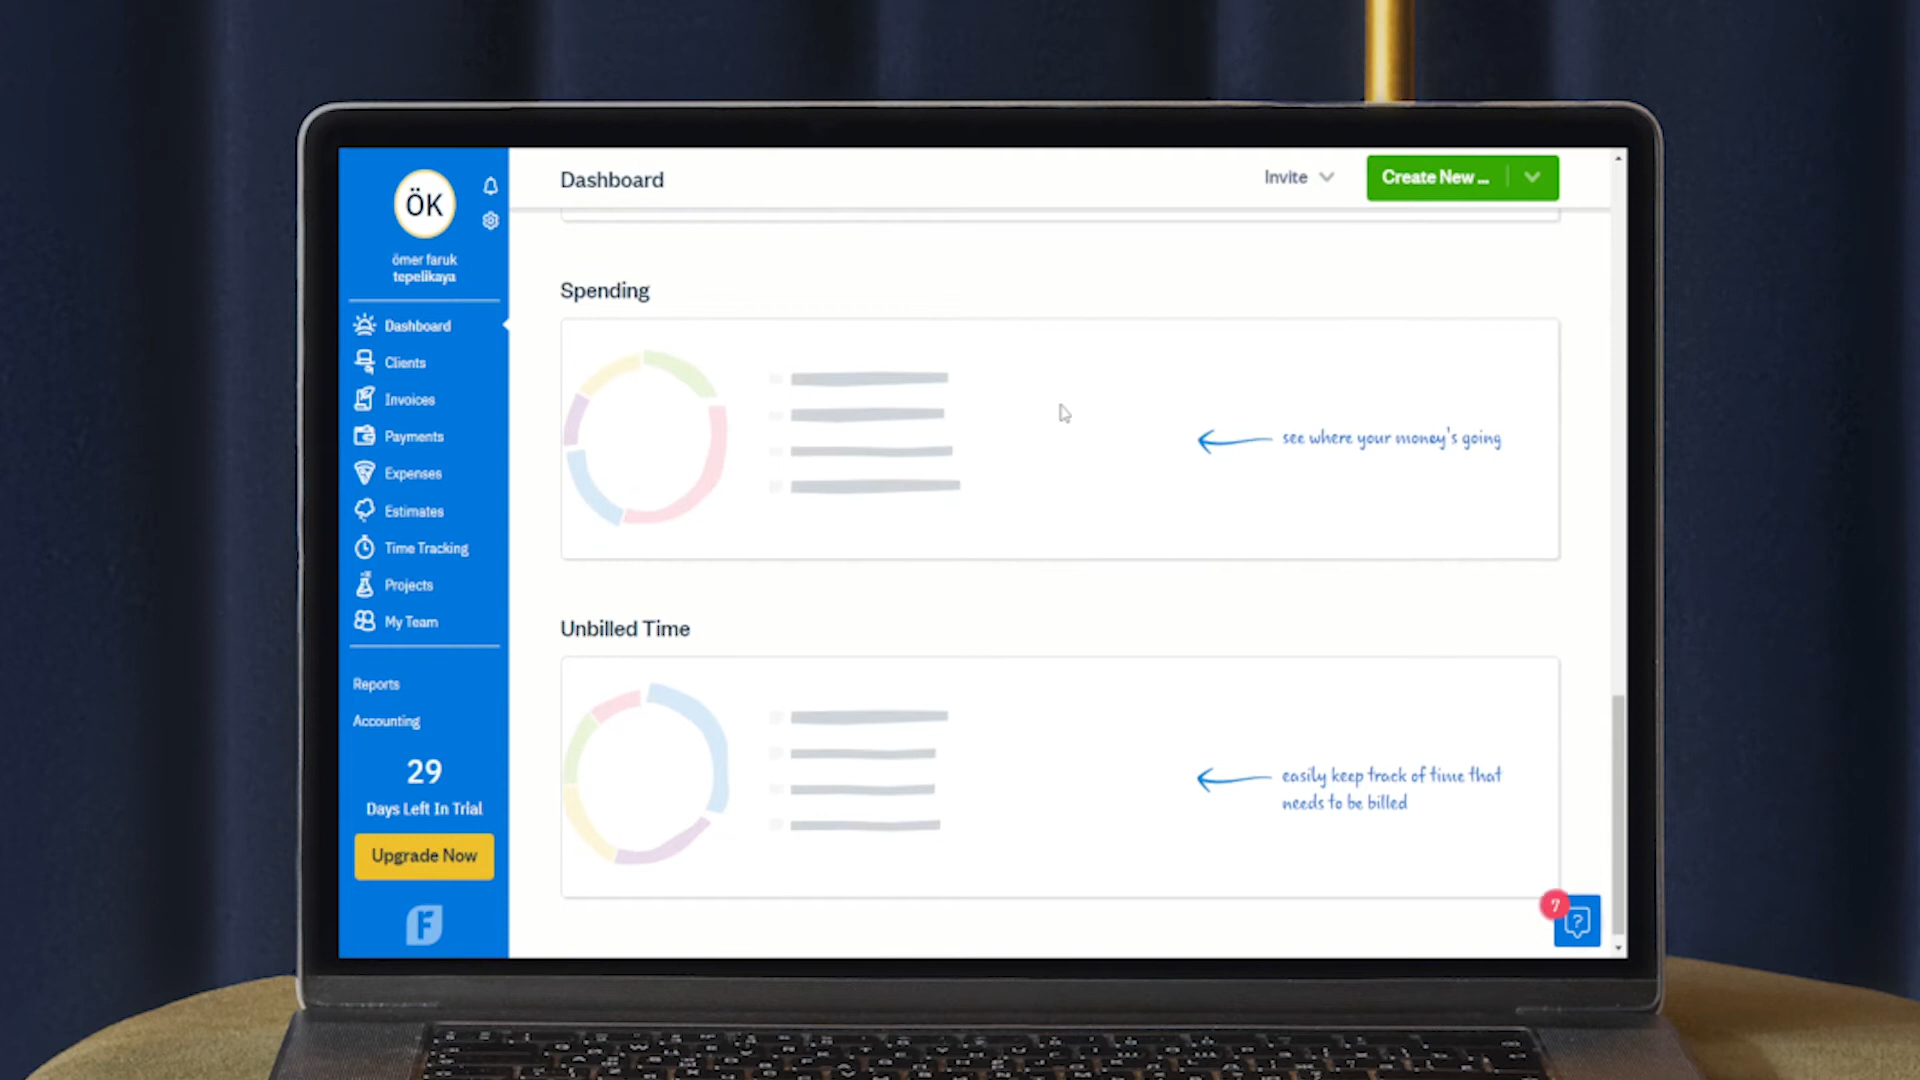 Dashboard
Invite
Create New ...
ÖK
ömer faruk
tepelikaya
Dashboard
Clients
Invoices
Payments
Expenses
Estimates
Time Tracking
Projects
My Team
Reports
Accounting
29
Days Left In Trial
Upgrade Now
F
Spending
see where your money's going
Unbilled Time
easily keep track of time that
needs to be billed
7
?